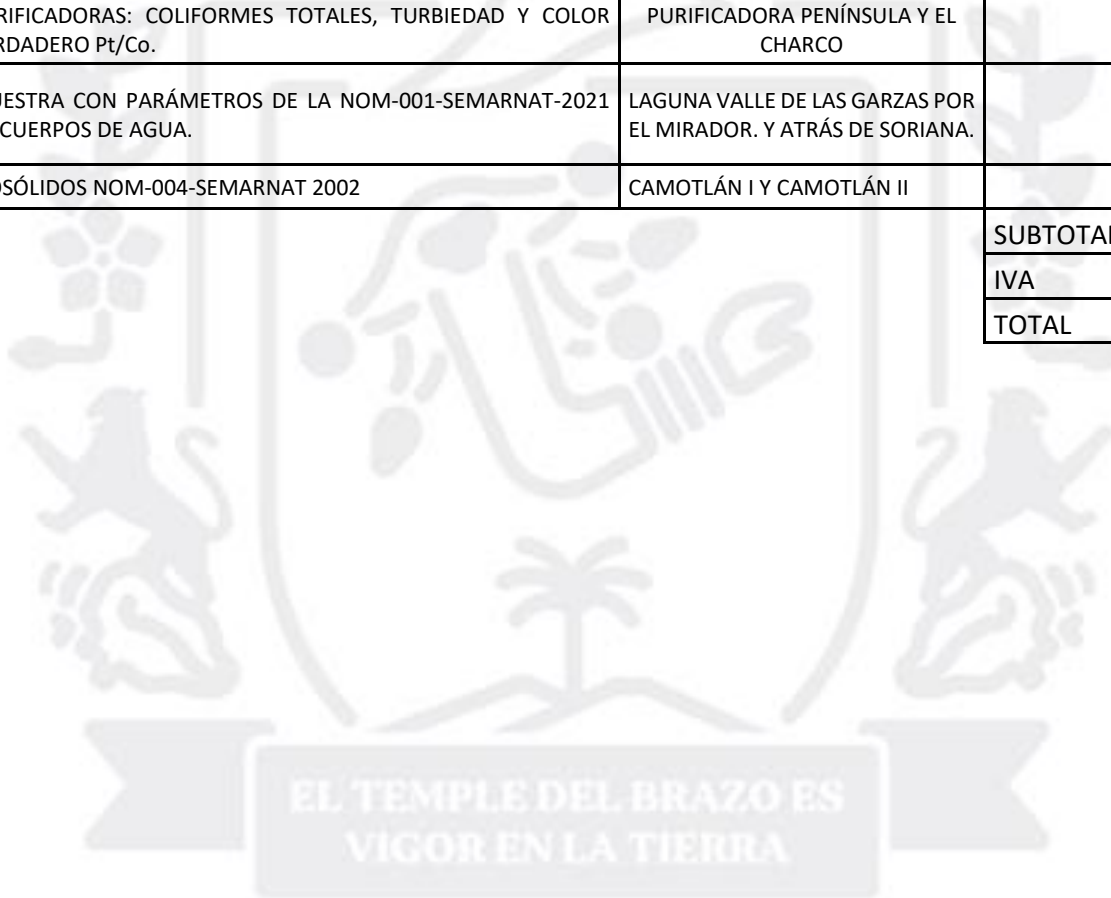 RIFICADORAS: COLIFORMES TOTALES, TURBIEDAD Y COLOR
RDADERO Pt/Co.
PURIFICADORA PENÍNSULA Y EL
CHARCO
ESTRA CON PARÁMETROS DE LA NOM-001-SEMARNAT-2021
CUERPOS DE AGUA.
LAGUNA VALLE DE LAS GARZAS POR
EL MIRADOR. Y ATRÁS DE SORIANA.
OSÓLIDOS NOM-004-SEMARNAT 2002
CAMOTLÁN I Y CAMOTLÁN II
SUBTOTAL
IVA
TOTAL
EL TEMPLE DEL BRAZO ES
VIGOR EN LA TIERRA